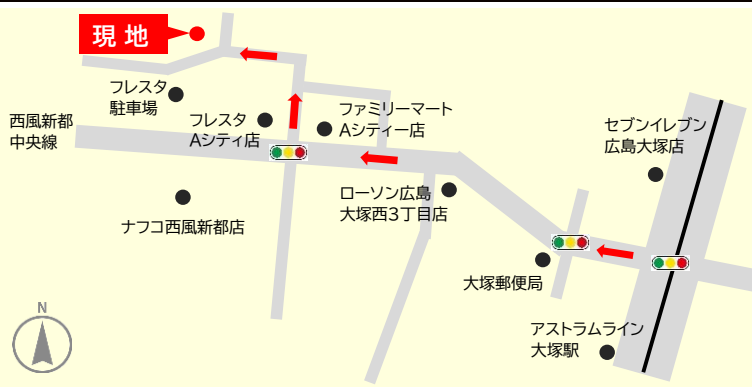 現地
フレスタ
駐車場
西風新都
中央線
フレスタ
Aシティ店
ファミリーマート
Aシティー店
セブンイレブン
広島大塚店
ローソン広島
大塚西3丁目店
ナフコ西風新都店
大塚郵便局
アストラムライン
大塚駅
N